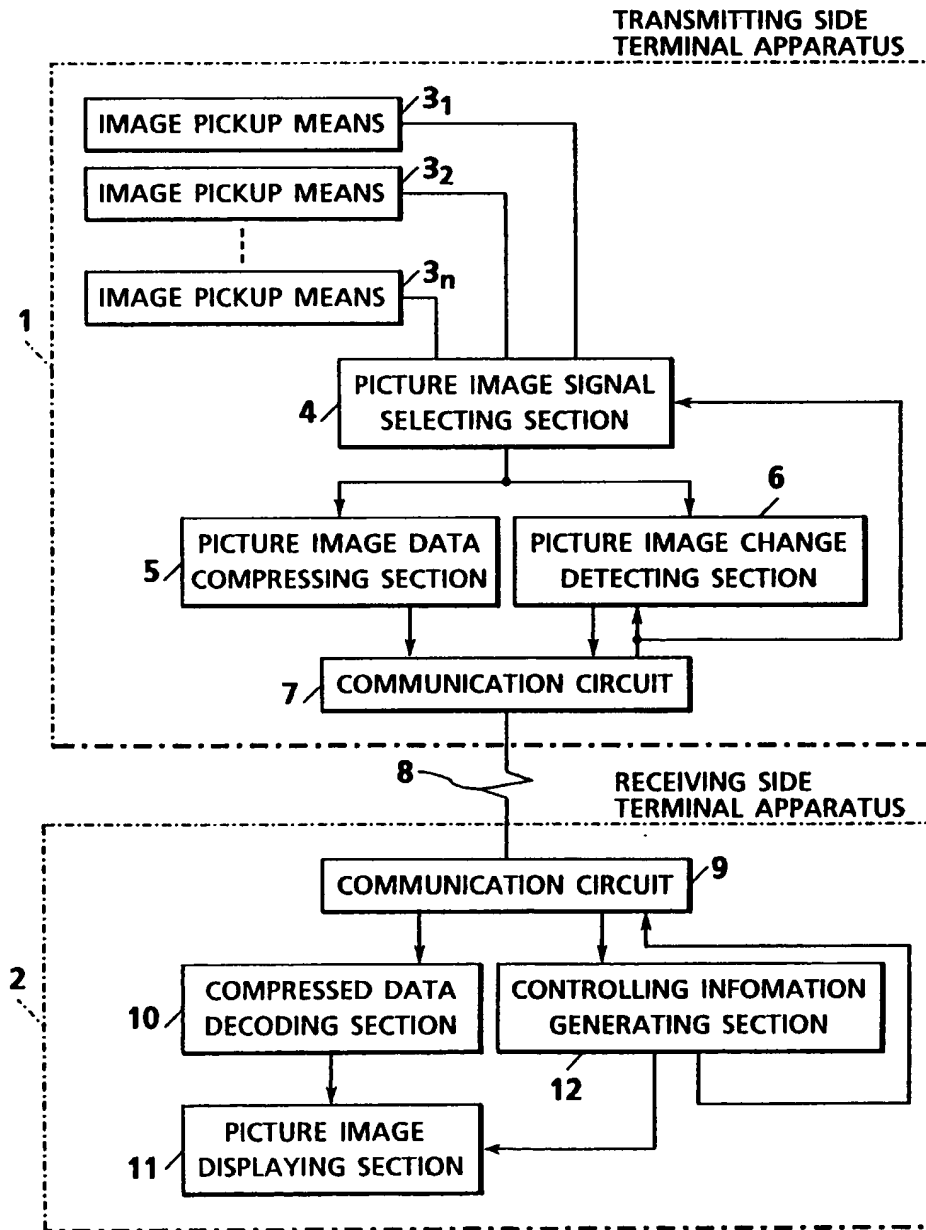 TRANSMITTING SIDE
TERMINAL APPARATUS
IMAGE PICKUP MEANS
3₁
IMAGE PICKUP MEANS
3₂
IMAGE PICKUP MEANS
3ₙ
1
4
PICTURE IMAGE SIGNAL
SELECTING SECTION
5
PICTURE IMAGE DATA
COMPRESSING SECTION
6
PICTURE IMAGE CHANGE
DETECTING SECTION
7
COMMUNICATION CIRCUIT
8
RECEIVING SIDE
TERMINAL APPARATUS
COMMUNICATION CIRCUIT
9
2
10
COMPRESSED DATA
DECODING SECTION
CONTROLLING INFOMATION
GENERATING SECTION
12
11
PICTURE IMAGE
DISPLAYING SECTION